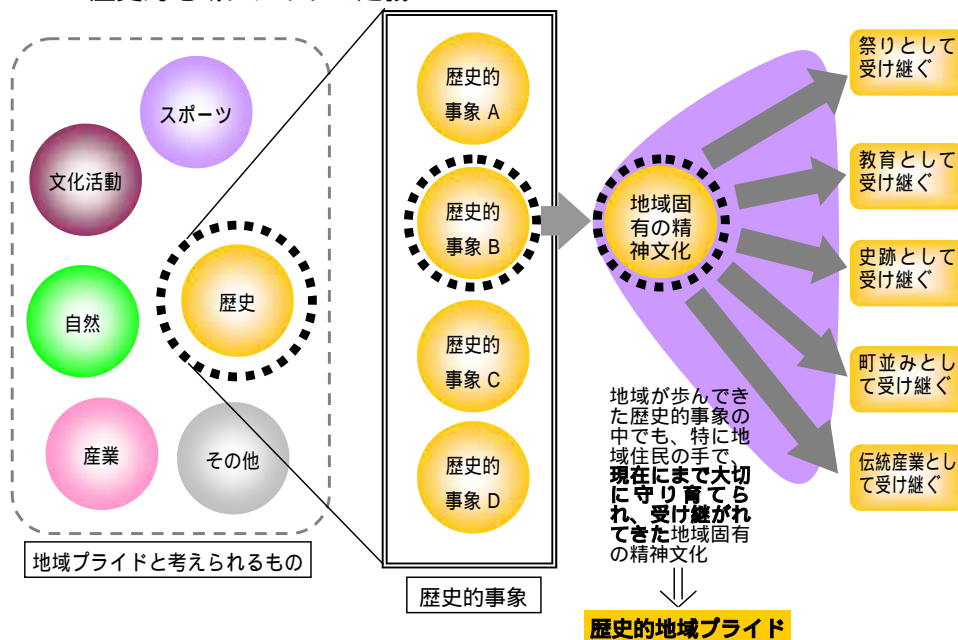 スポーツ
文化活動
自然
歴史
産業
その他
地域プライドと考えられるもの
歴史的
事象 A
歴史的
事象 B
歴史的
事象 C
歴史的
事象 D
歴史的事象
地域固
有の精
神文化
地域が歩んでき
た歴史的事象の
中でも、特に地
域住民の手で、
現在にまで大切
に守り育てら
れ、受け継がれ
てきた地域固有
の精神文化
歴史的地域プライド
祭りとして
受け継ぐ
教育として
受け継ぐ
史跡として
受け継ぐ
町並みとし
て受け継ぐ
伝統産業とし
て受け継ぐ